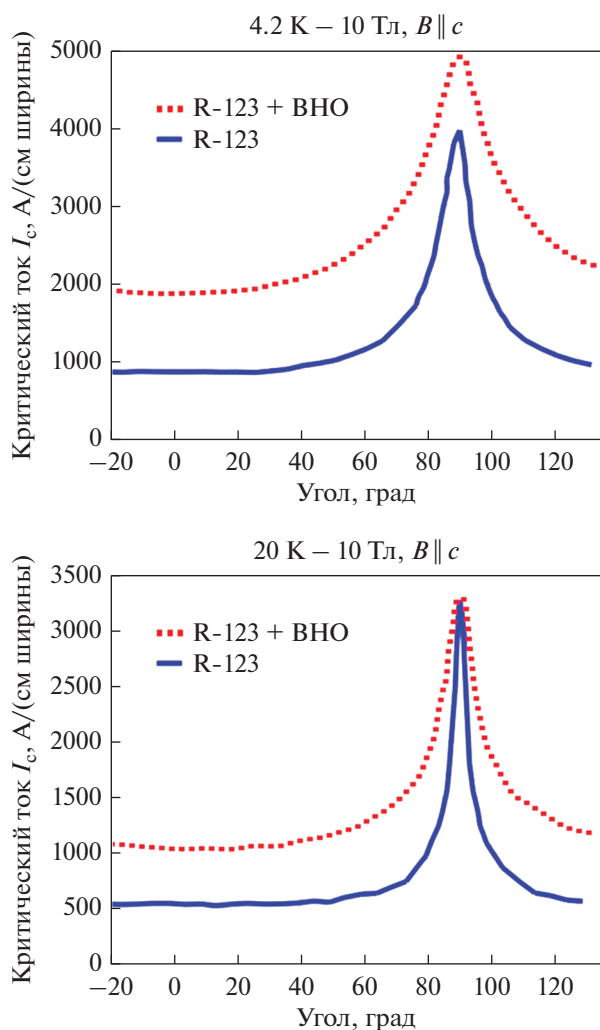 4.2 K – 10 Тл, B || c
5000
4000
3000
2000
1000
0
R-123 + BHO
R-123
Критический ток Ic, А/(см ширины)
–20 0 20 40 60 80 100 120
Угол, град
20 K – 10 Тл, B || c
3500
3000
2500
2000
1500
1000
500
0
R-123 + BHO
R-123
Критический ток Ic, А/(см ширины)
–20 0 20 40 60 80 100 120
Угол, град